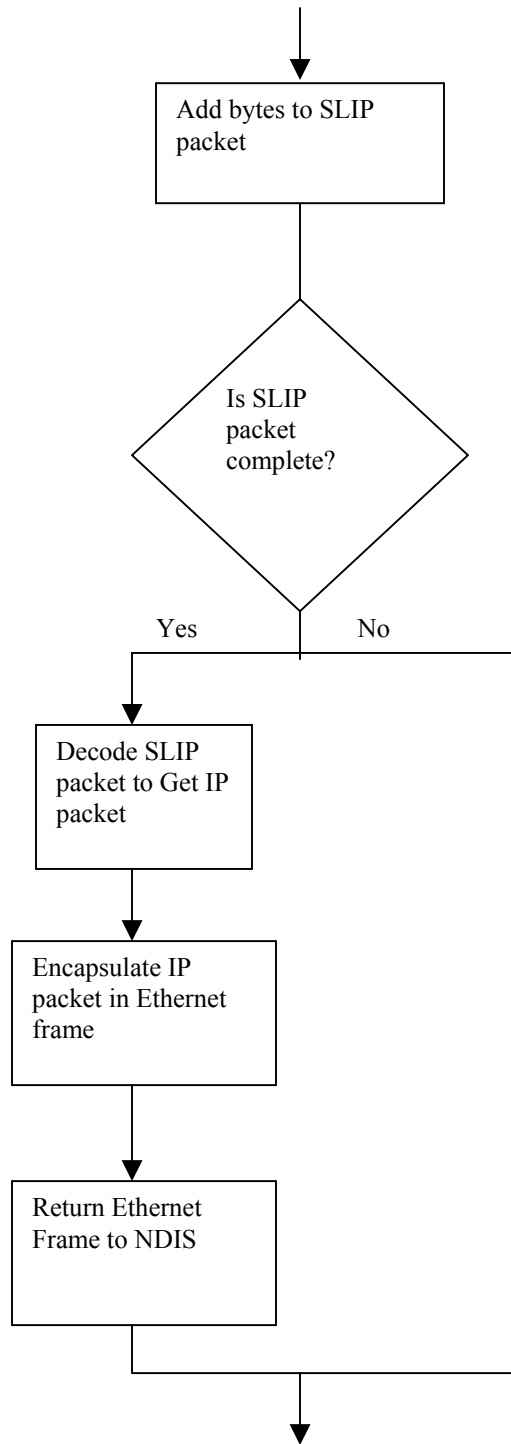 Add bytes to SLIP
packet
Is SLIP
packet
complete?
Yes
No
Decode SLIP
packet to Get IP
packet
Encapsulate IP
packet in Ethernet
frame
Return Ethernet
Frame to NDIS